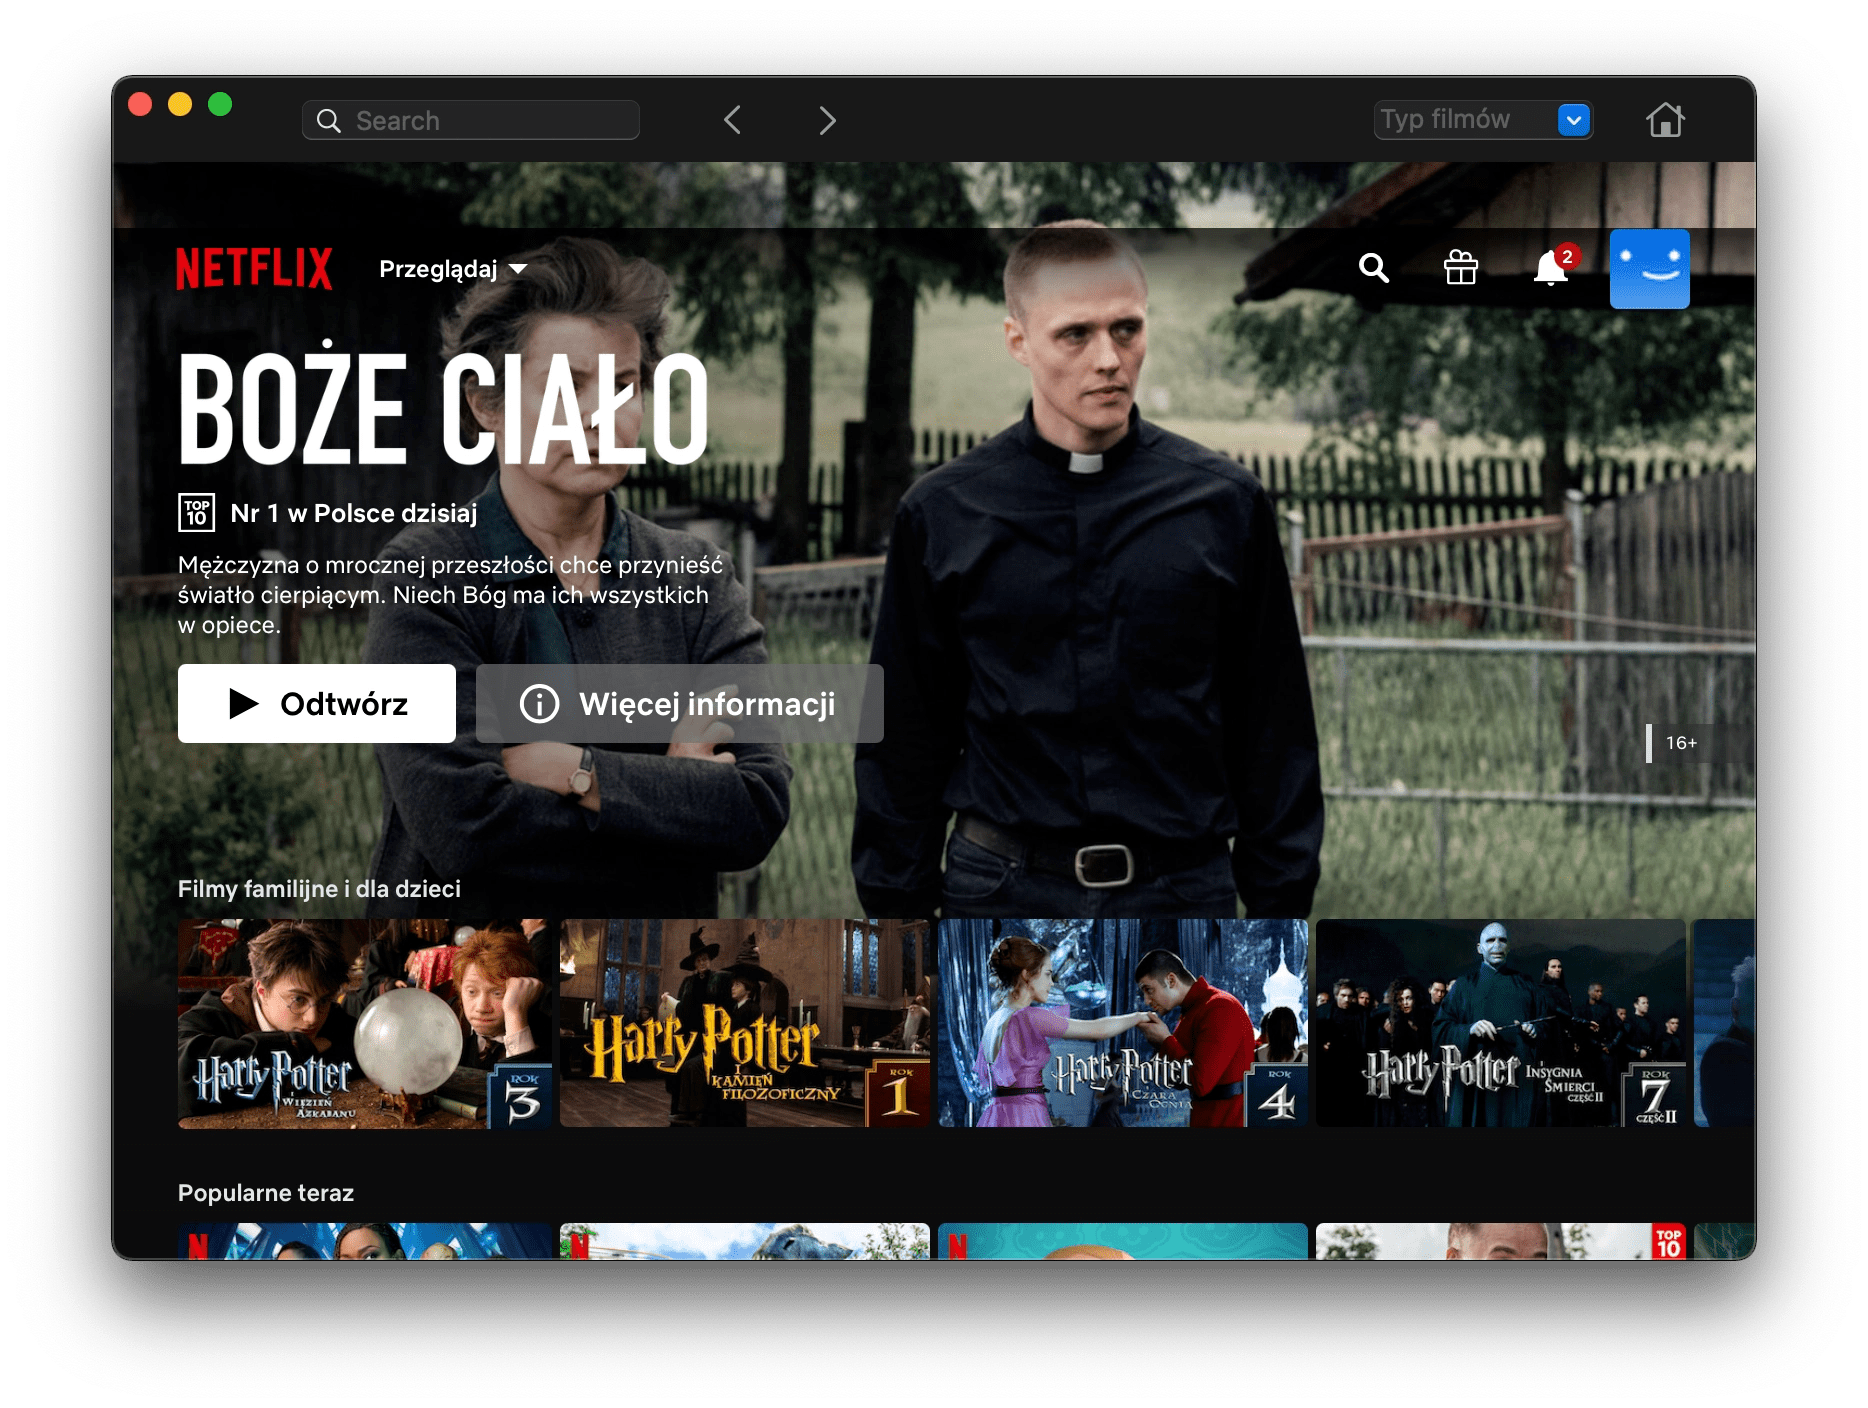 Search
Typ filmów
NETFLIX
Przeglądaj
2
BOŻE CIAŁO
TOP
10
Nr 1 w Polsce dzisiaj
Mężczyzna o mrocznej przeszłości chce przynieść
światło cierpiącym. Niech Bóg ma ich wszystkich
w opiece.
Odtwórz
Więcej informacji
16+
Filmy familijne i dla dzieci
Harry Potter
I
WIĘZIEŃ
AZKABANU
ROK
3
Harry Potter
I
KAMIEŃ
FILOZOFICZNY
ROK
1
Harry Potter
CZARA
OGNIA
ROK
4
Harry Potter
INSYGNIA
ŚMIERCI
CZĘŚĆ II
ROK
7
CZĘŚĆ II
Popularne teraz
N
N
N
TOP
10